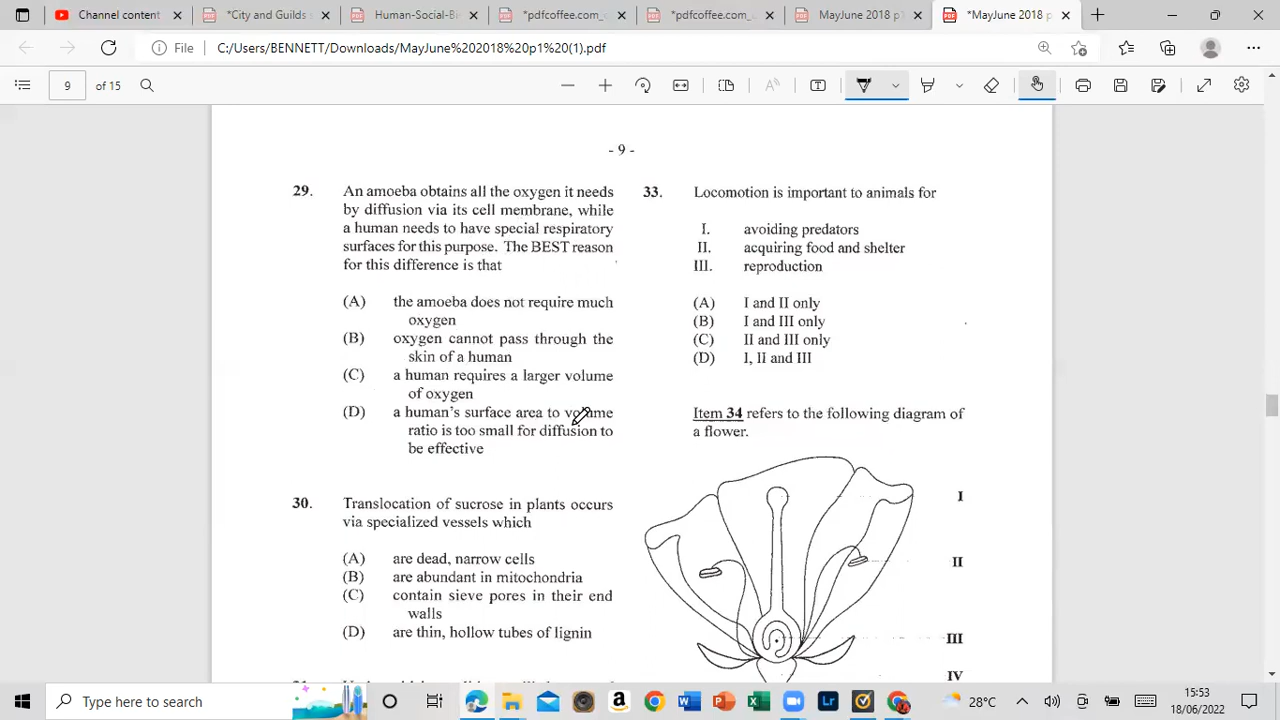 Content created
*City and Guilds
Human-Social-Bi
*pdfcoffee.com_
*pdfcoffee.com_
MayJune 2018 p
*MayJune 2018 p
File
C:/Users/BENNETT/Downloads/MayJune%202018%20p1%20(1).pdf
9
of 15
- 9 -
29. An amoeba obtains all the oxygen it needs
by diffusion via its cell membrane, while
a human needs to have special respiratory
surfaces for this purpose. The BEST reason
for this difference is that
(A) the amoeba does not require much
oxygen
(B) oxygen cannot pass through the
skin of a human
(C) a human requires a larger volume
of oxygen
(D) a human's surface area to volume
ratio is too small for diffusion to
be effective
30. Translocation of sucrose in plants occurs
via specialized vessels which
(A) are dead, narrow cells
(B) are abundant in mitochondria
(C) contain sieve pores in their end
walls
(D) are thin, hollow tubes of lignin
33. Locomotion is important to animals for
I. avoiding predators
II. acquiring food and shelter
III. reproduction
(A) I and II only
(B) I and III only
(C) II and III only
(D) I, II and III
Item 34 refers to the following diagram of
a flower.
I
II
III
IV
Type here to search
28°C
15:53
18/06/2022